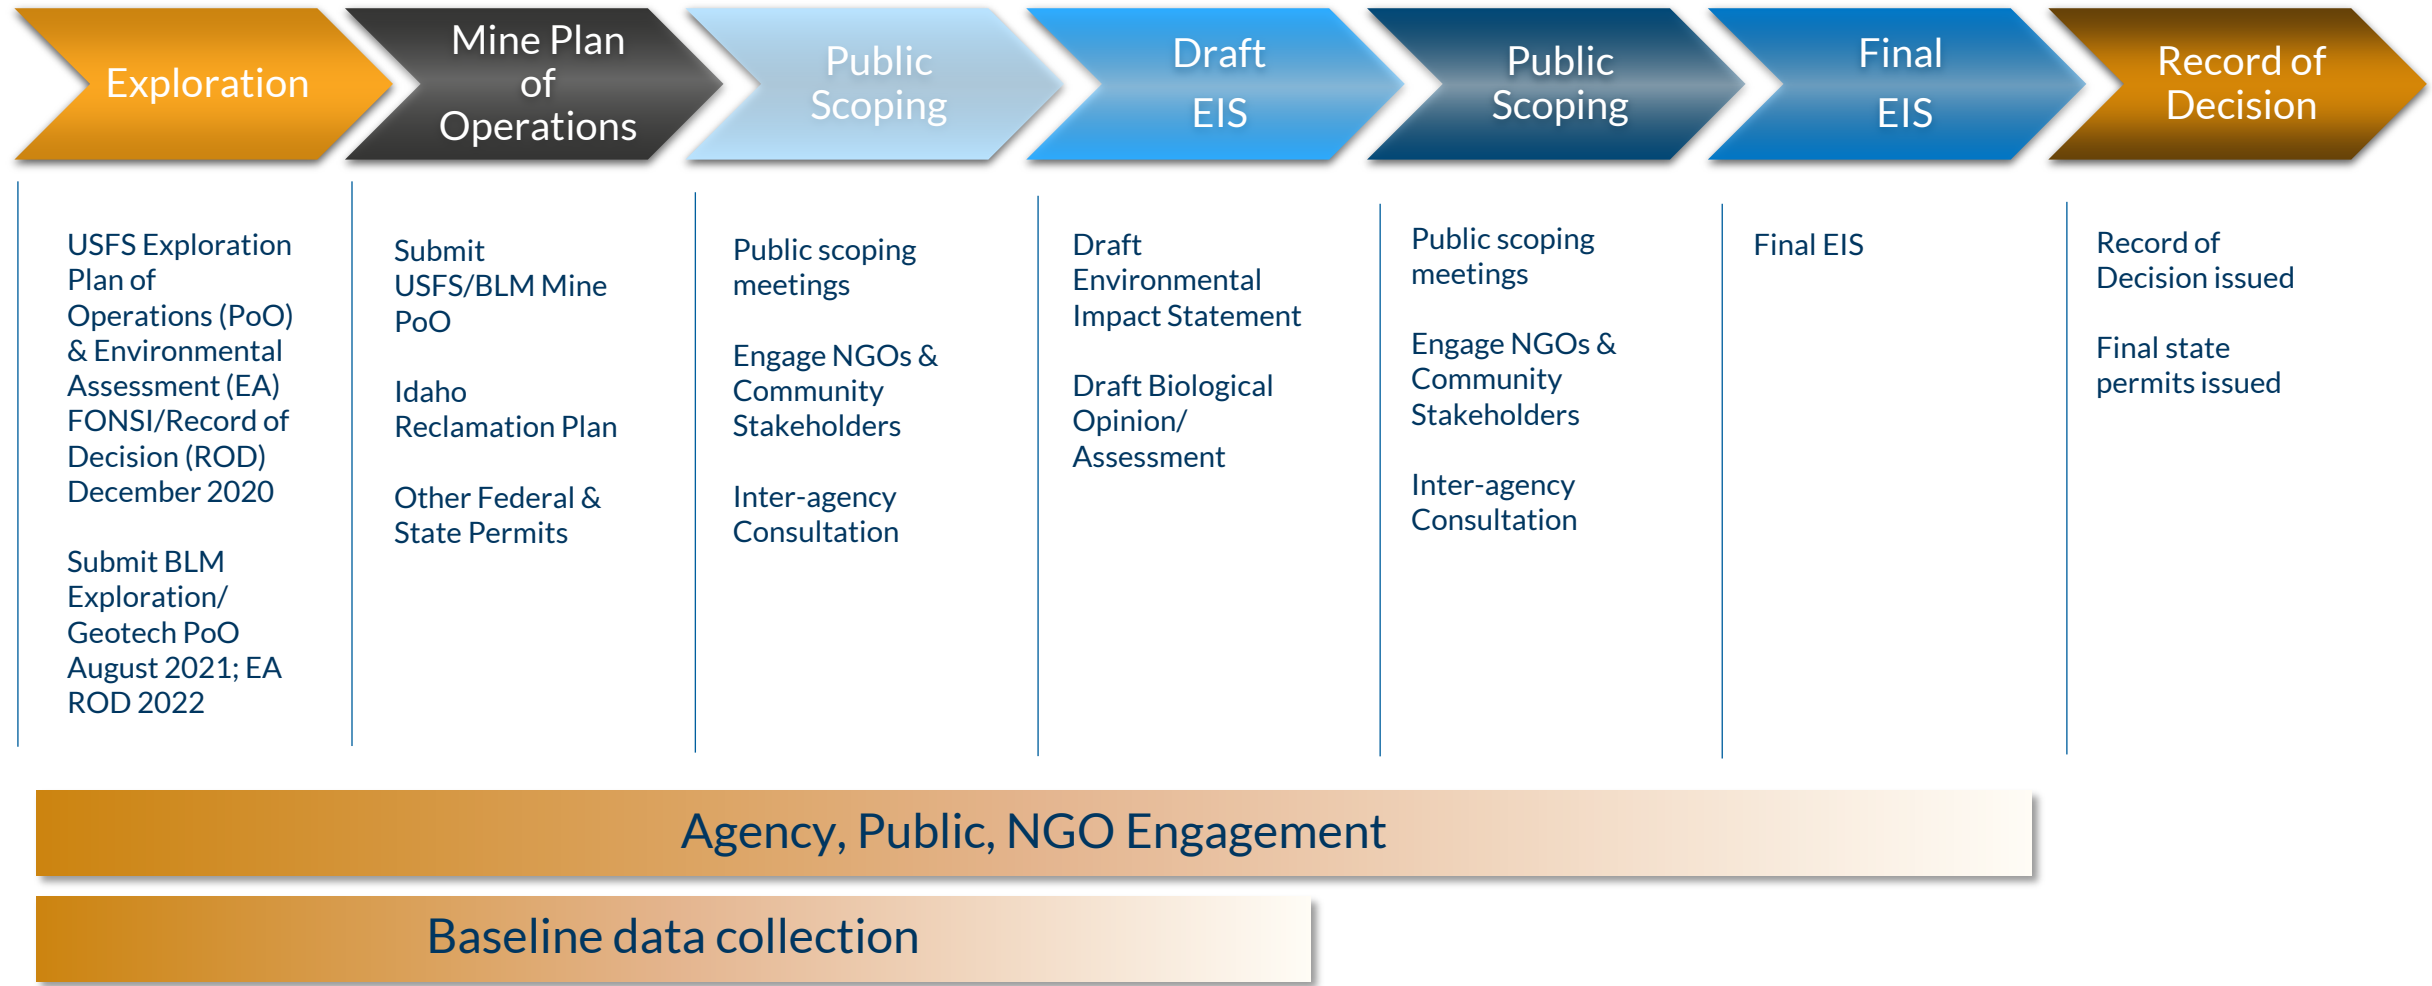 Exploration
Mine Plan
of
Operations
Public
Scoping
Draft
EIS
Public
Scoping
Final
EIS
Record of
Decision
USFS Exploration
Plan of
Operations (PoO)
& Environmental
Assessment (EA)
FONSI/Record of
Decision (ROD)
December 2020
Submit BLM
Exploration/
Geotech PoO
August 2021; EA
ROD 2022
Submit
USFS/BLM Mine
PoO
Idaho
Reclamation Plan
Other Federal &
State Permits
Public scoping
meetings
Engage NGOs &
Community
Stakeholders
Inter-agency
Consultation
Draft
Environmental
Impact Statement
Draft Biological
Opinion/
Assessment
Public scoping
meetings
Engage NGOs &
Community
Stakeholders
Inter-agency
Consultation
Final EIS
Record of
Decision issued
Final state
permits issued
Agency, Public, NGO Engagement
Baseline data collection